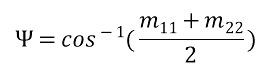 Ψ = cos⁻¹((m₁₁ + m₂₂)/2)